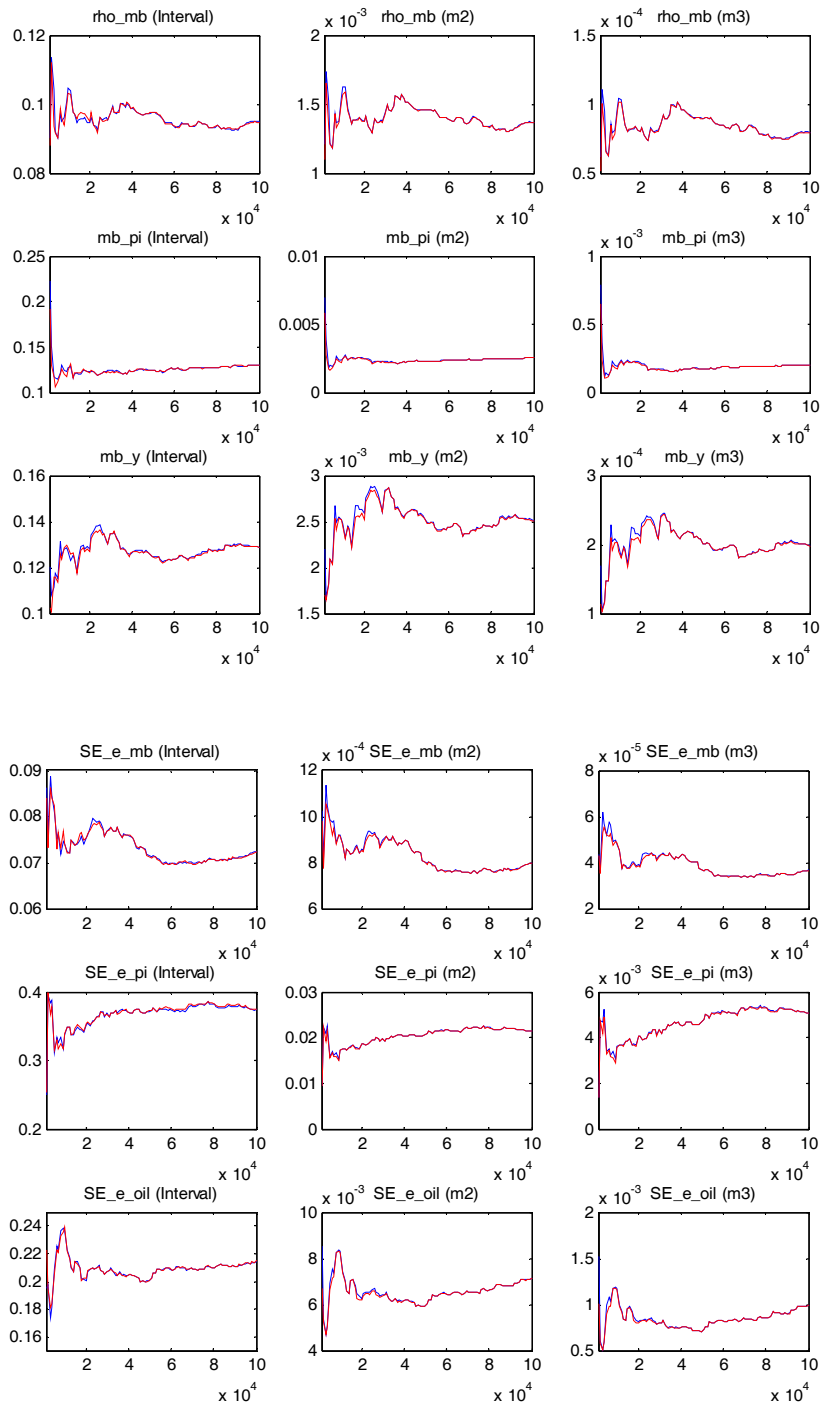 rho_mb (Interval)
x 10^-3 rho_mb (m2)
x 10^-4 rho_mb (m3)
0.12
0.1
0.08
2 4 6 8 10
x 10^4
2
1.5
1
2 4 6 8 10
x 10^4
1.5
1
0.5
2 4 6 8 10
x 10^4
mb_pi (Interval)
mb_pi (m2)
x 10^-3 mb_pi (m3)
0.25
0.2
0.15
0.1
2 4 6 8 10
x 10^4
0.01
0.005
0
2 4 6 8 10
x 10^4
1
0.5
0
2 4 6 8 10
x 10^4
mb_y (Interval)
x 10^-3 mb_y (m2)
x 10^-4 mb_y (m3)
0.16
0.14
0.12
0.1
2 4 6 8 10
x 10^4
3
2.5
2
1.5
2 4 6 8 10
x 10^4
3
2
1
2 4 6 8 10
x 10^4
SE_e_mb (Interval)
x 10^-4 SE_e_mb (m2)
x 10^-5 SE_e_mb (m3)
0.09
0.08
0.07
0.06
2 4 6 8 10
x 10^4
12
10
8
6
2 4 6 8 10
x 10^4
8
6
4
2
2 4 6 8 10
x 10^4
SE_e_pi (Interval)
SE_e_pi (m2)
x 10^-3 SE_e_pi (m3)
0.4
0.3
0.2
2 4 6 8 10
x 10^4
0.03
0.02
0.01
0
2 4 6 8 10
x 10^4
6
4
2
0
2 4 6 8 10
x 10^4
SE_e_oil (Interval)
x 10^-3 SE_e_oil (m2)
x 10^-3 SE_e_oil (m3)
0.24
0.22
0.2
0.18
0.16
2 4 6 8 10
x 10^4
10
8
6
4
2 4 6 8 10
x 10^4
2
1.5
1
0.5
2 4 6 8 10
x 10^4